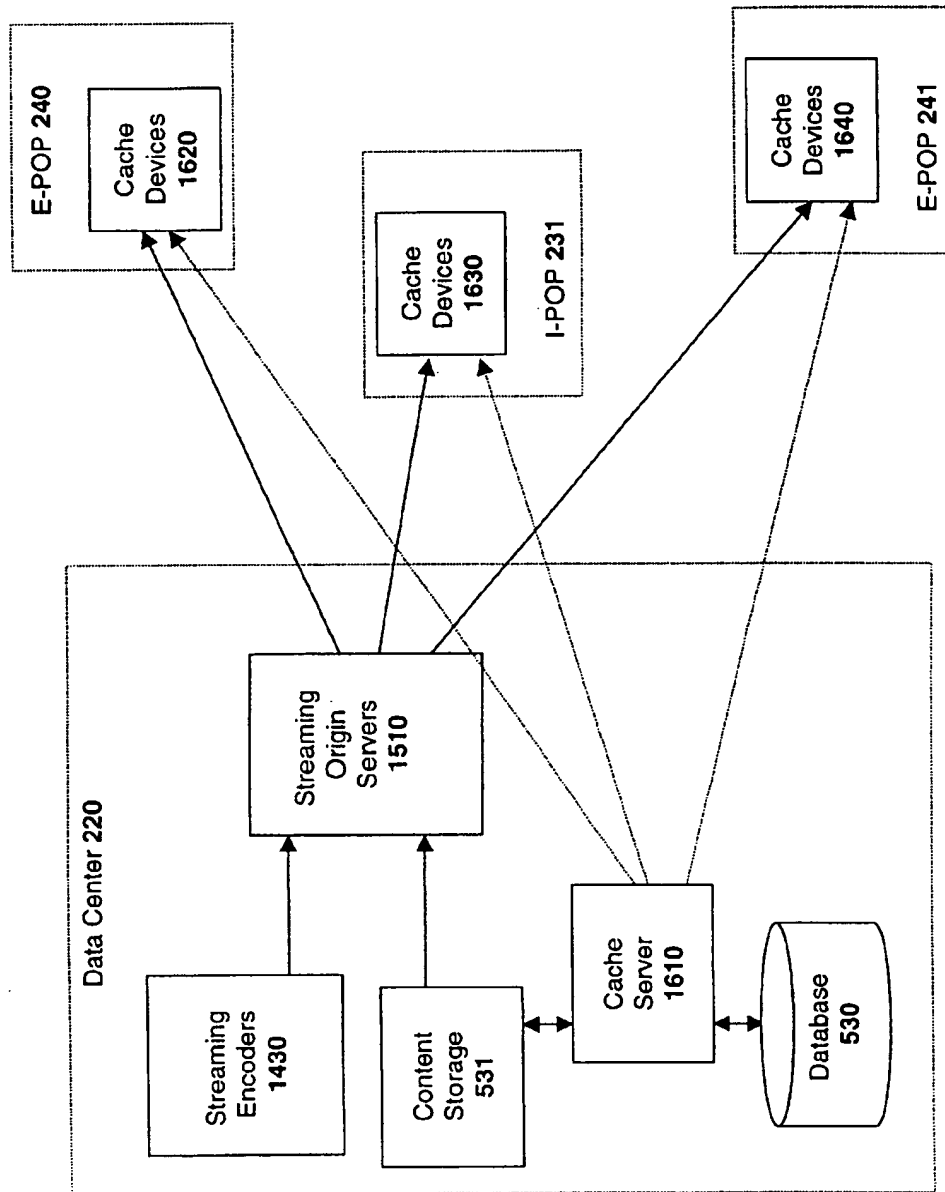 Data Center 220
Streaming
Encoders
1430
Content
Storage
531
Streaming
Origin
Servers
1510
Cache
Server
1610
Database
530
E-POP 240
Cache
Devices
1620
Cache
Devices
1630
I-POP 231
Cache
Devices
1640
E-POP 241